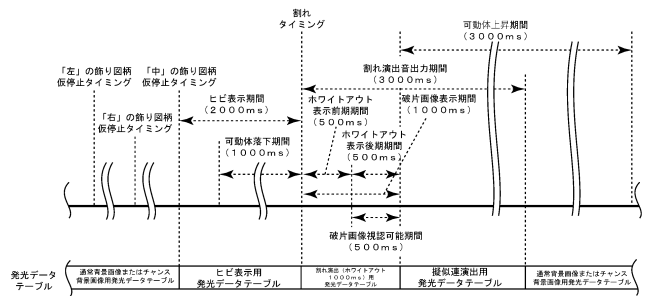 割れ
タイミング
可動体上昇期間
(3000ms)
「左」の飾り図柄
仮停止タイミング
「中」の飾り図柄
仮停止タイミング
割れ演出音出力期間
(3000ms)
ヒビ表示期間
(2000ms)
ホワイトアウト
表示前期期間
(500ms)
破片画像表示期間
(1000ms)
「右」の飾り図柄
仮停止タイミング
ホワイトアウト
表示後期期間
(500ms)
可動体落下期間
(1000ms)
破片画像視認可能期間
(500ms)
発光データ
テーブル
通常背景画像またはチャンス
背景画像用発光データテーブル
ヒビ表示用
発光データテーブル
割れ演出(ホワイトアウト
1000ms)用
発光データテーブル
擬似連演出用
発光データテーブル
通常背景画像またはチャンス
背景画像用発光データテーブル